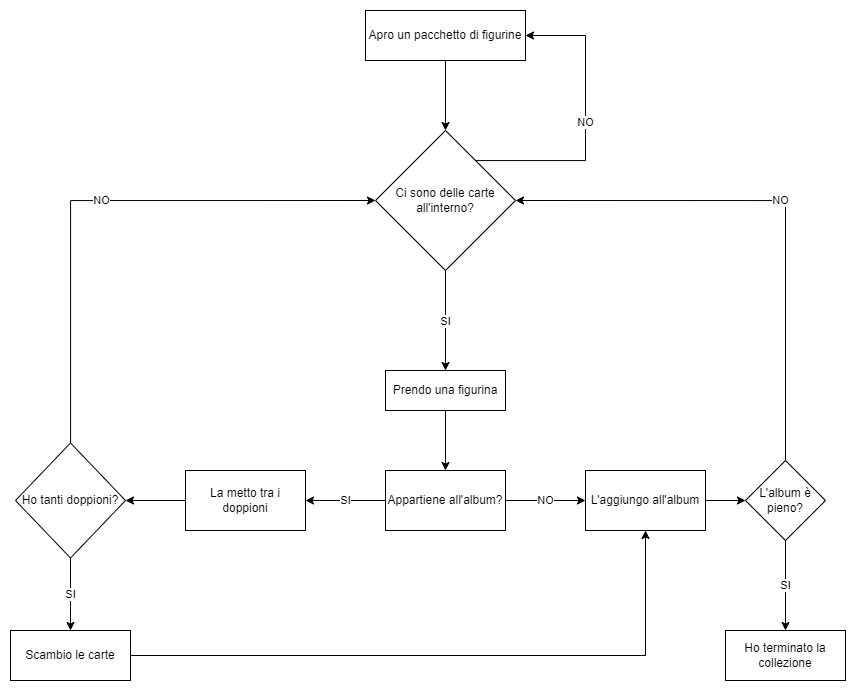 Apro un pacchetto di figurine
NO
Ci sono delle carte
all'interno?
NO
NO
SI
Prendo una figurina
Ho tanti doppioni?
La metto tra i
doppioni
SI
Appartiene all'album?
NO
L'aggiungo all'album
L'album è
pieno?
SI
SI
Scambio le carte
Ho terminato la
collezione